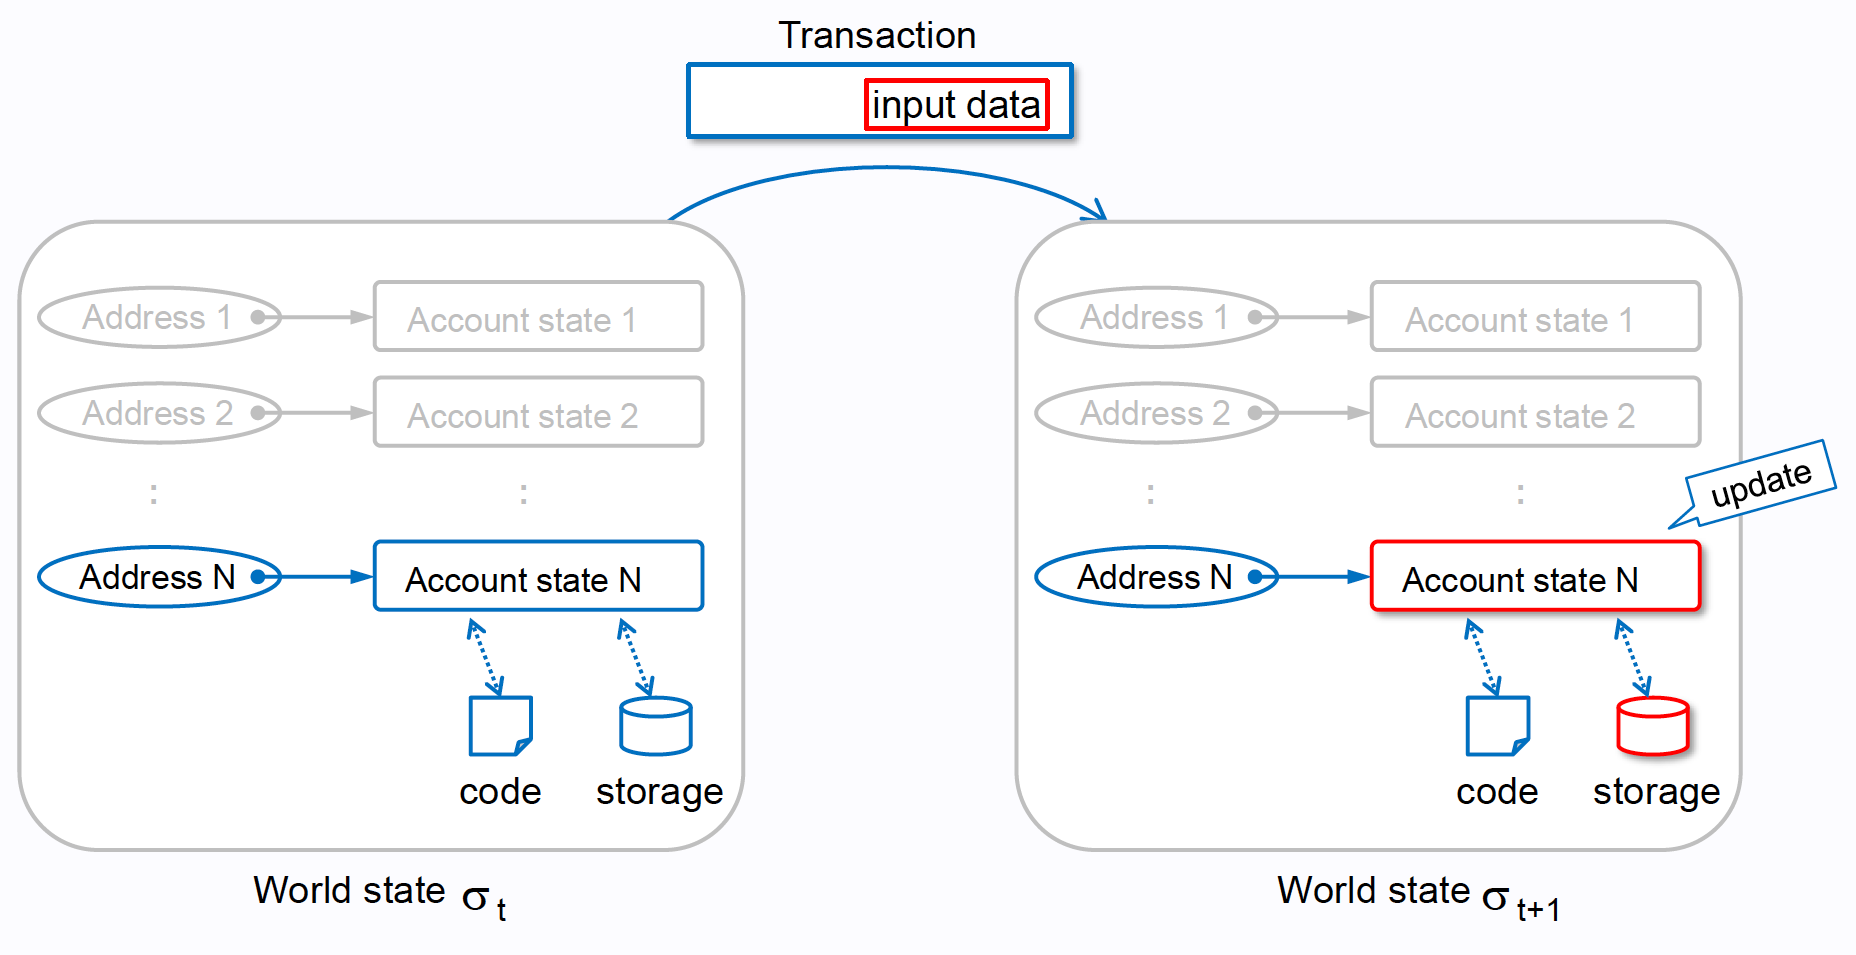 Transaction
input data
Address 1
Account state 1
Address 2
Account state 2
:
:
Address N
Account state N
code
storage
World state σ t
Address 1
Account state 1
Address 2
Account state 2
:
:
update
Address N
Account state N
code
storage
World state σ t+1